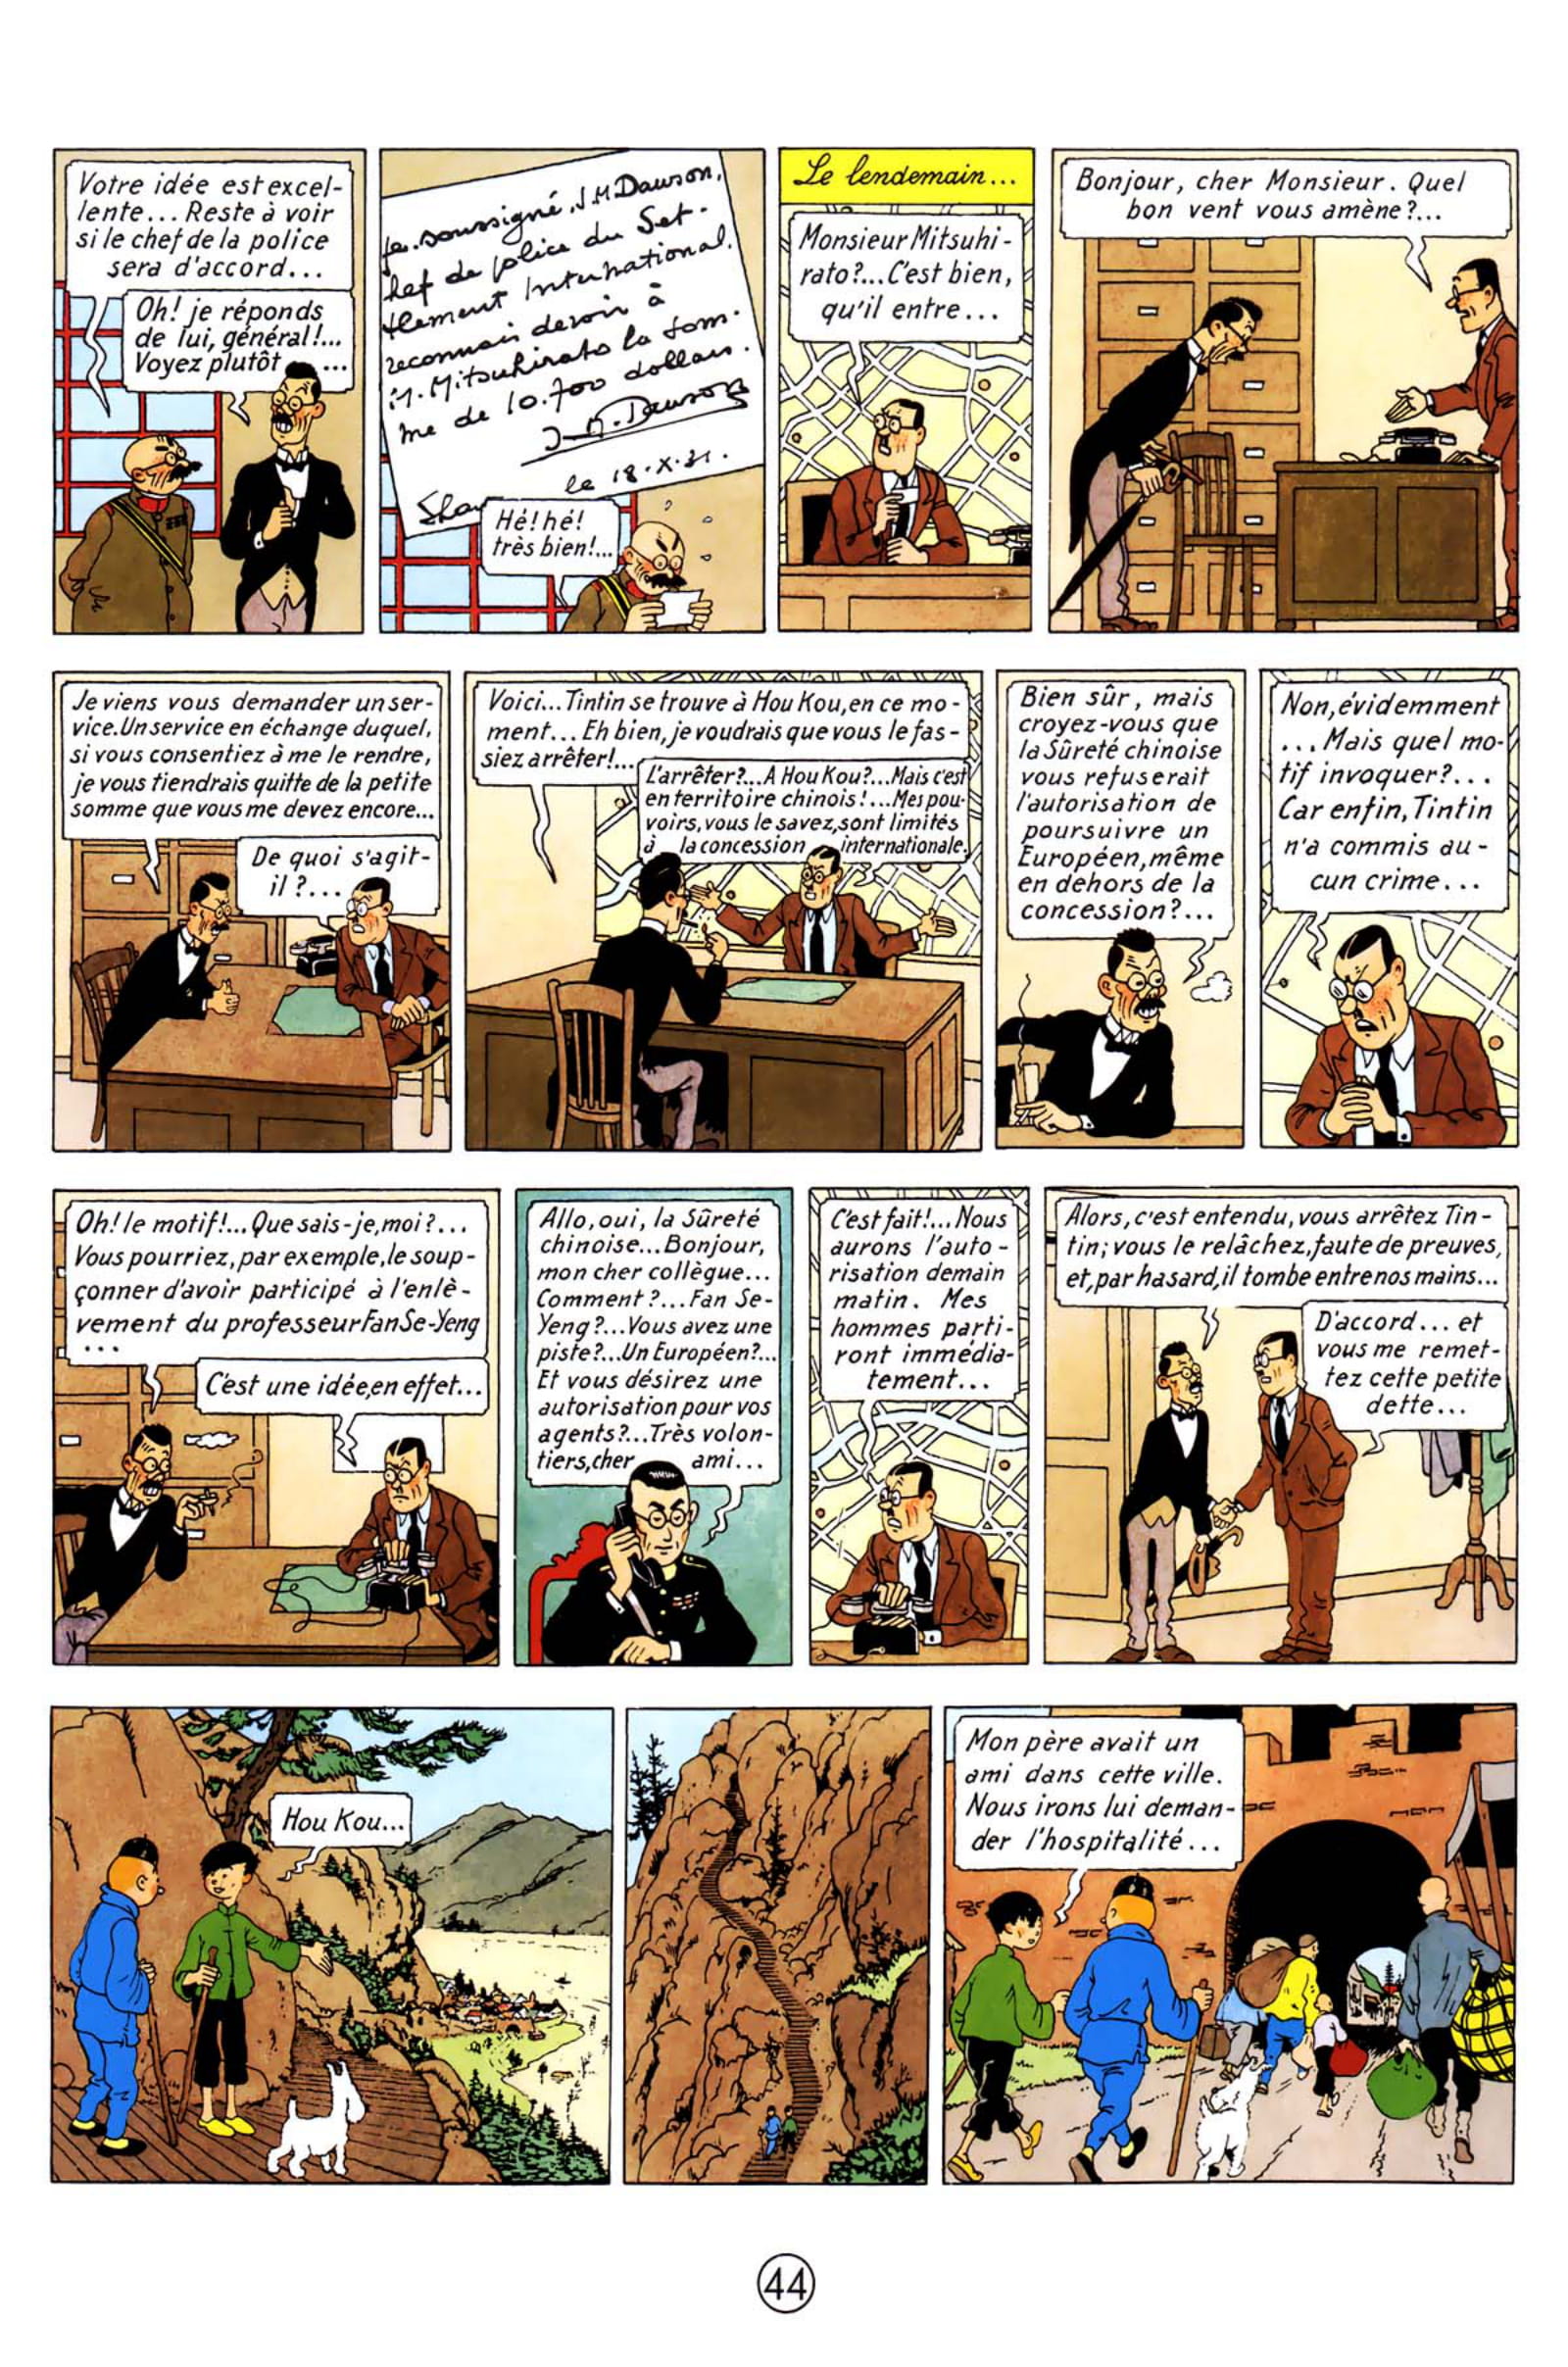 Votre idée est excel-
lente... Reste à voir
si le chef de la police
sera d'accord...
Oh! je réponds
de lui, général!...
Voyez plutôt ...
Je soussigné, J.M. Dawson,
hef de police du Set-
tlement International.
reconnais devoir à
M. Mitsuhirato la som-
me de 10.700 dollars.
J.M. Dawson
le 18.X.31.
Shan
Hé! hé!
très bien!...
Le lendemain...
Monsieur Mitsuhi-
rato?... C'est bien,
qu'il entre...
Bonjour, cher Monsieur. Quel
bon vent vous amène?...
Je viens vous demander un ser-
vice. Un service en échange duquel,
si vous consentiez à me le rendre,
je vous tiendrais quitte de la petite
somme que vous me devez encore...
De quoi s'agit-
il?...
Voici... Tintin se trouve à Hou Kou, en ce mo-
ment... Eh bien, je voudrais que vous le fas-
siez arrêter!...
L'arrêter?... A Hou Kou?... Mais c'est
en territoire chinois!... Mes pou-
voirs, vous le savez, sont limités
à la concession internationale.
Bien sûr, mais
croyez-vous que
la Sûreté chinoise
vous refuserait
l'autorisation de
poursuivre un
Européen, même
en dehors de la
concession?...
Non, évidemment
... Mais quel mo-
tif invoquer?...
Car enfin, Tintin
n'a commis au-
cun crime...
Oh! le motif!... Que sais-je, moi?...
Vous pourriez, par exemple, le soup-
çonner d'avoir participé à l'enlè-
vement du professeur Fan Se-Yeng
...
C'est une idée, en effet...
Allo, oui, la Sûreté
chinoise... Bonjour,
mon cher collègue...
Comment?... Fan Se-
Yeng?... Vous avez une
piste?... Un Européen?...
Et vous désirez une
autorisation pour vos
agents?... Très volon-
tiers, cher ami...
C'est fait!... Nous
aurons l'auto-
risation demain
matin. Mes
hommes parti-
ront immédia-
tement...
Alors, c'est entendu, vous arrêtez Tin-
tin; vous le relâchez, faute de preuves,
et, par hasard, il tombe entre nos mains...
D'accord... et
vous me remet-
tez cette petite
dette...
Hou Kou...
Mon père avait un
ami dans cette ville.
Nous irons lui deman-
der l'hospitalité...
44